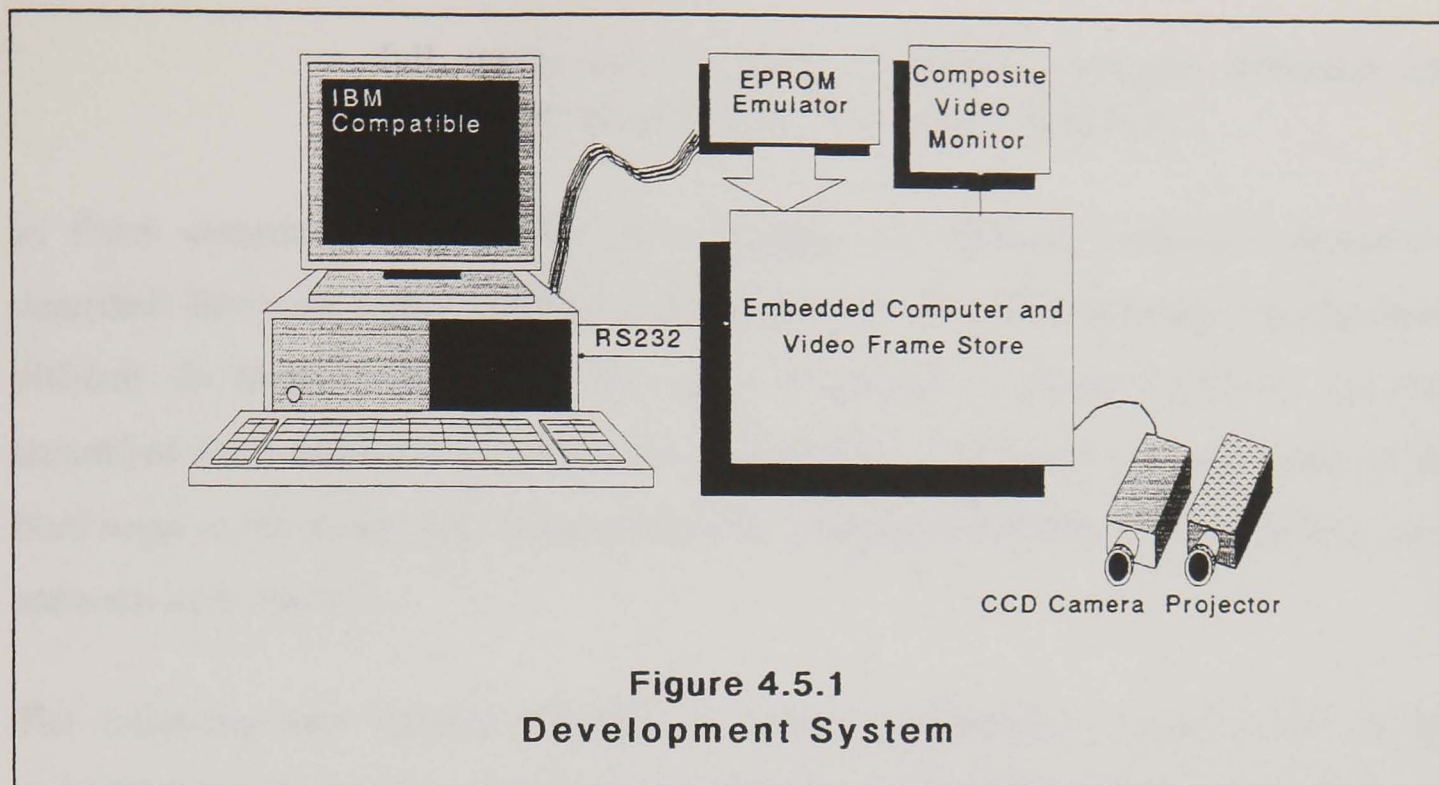 IBM
Compatible
EPROM
Emulator
Composite
Video
Monitor
RS232
Embedded Computer and
Video Frame Store
CCD Camera Projector
Figure 4.5.1
Development System